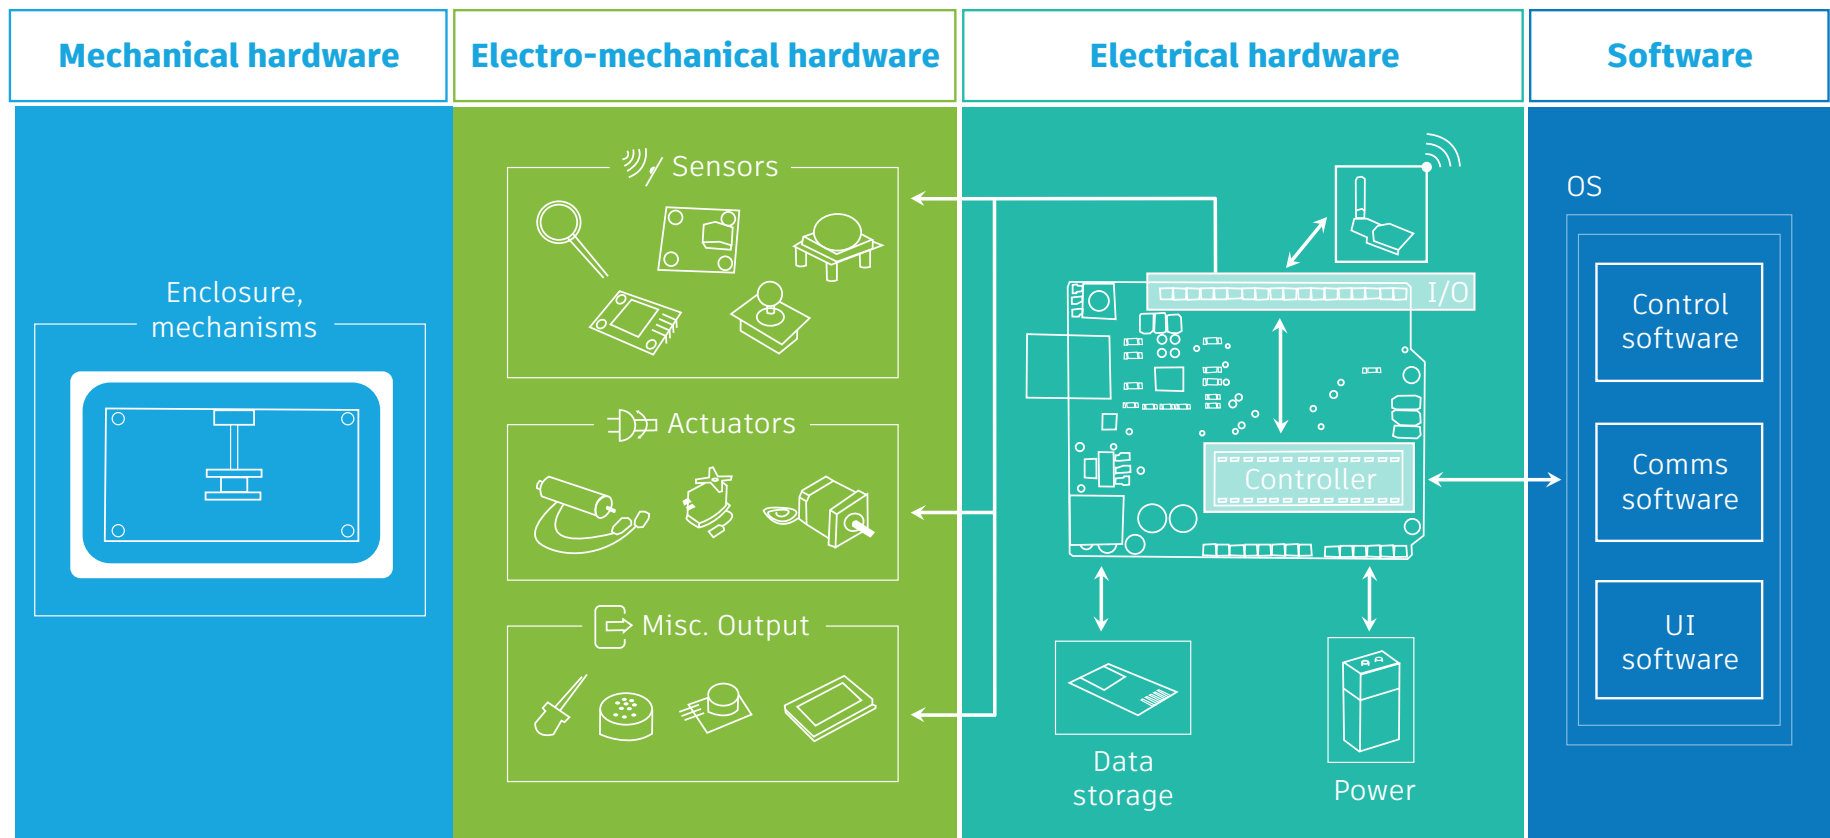 Mechanical hardware
Electro-mechanical hardware
Electrical hardware
Software
Enclosure,
mechanisms
Sensors
Actuators
Misc. Output
I/O
Controller
Data
storage
Power
OS
Control
software
Comms
software
UI
software